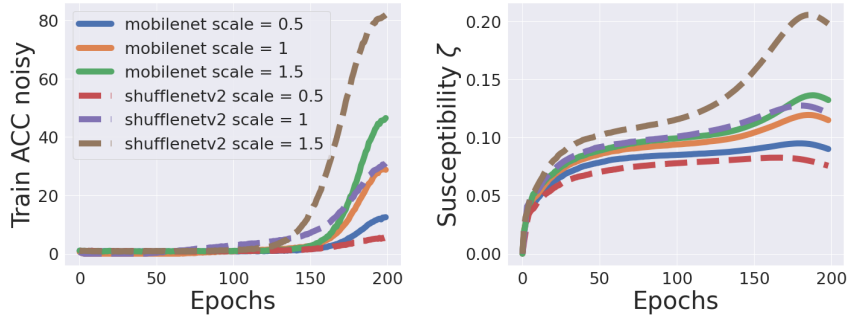 80
60
40
20
0
Train ACC noisy
mobilenet scale = 0.5
mobilenet scale = 1
mobilenet scale = 1.5
shufflenetv2 scale = 0.5
shufflenetv2 scale = 1
shufflenetv2 scale = 1.5
0 50 100 150 200
Epochs
0.20
0.15
0.10
0.05
0.00
Susceptibility ζ
0 50 100 150 200
Epochs